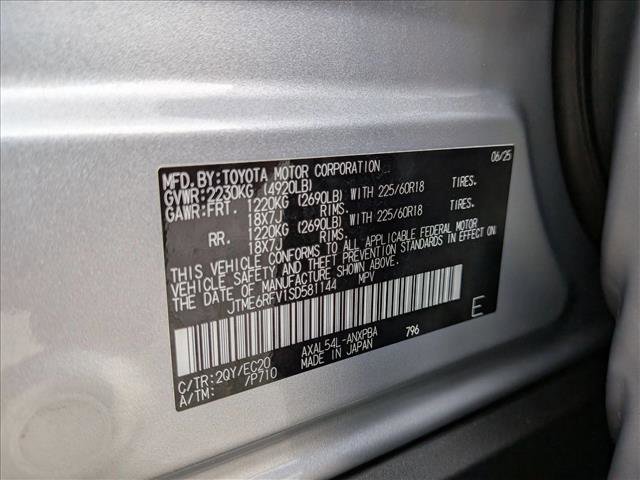 MFD. BY: TOYOTA MOTOR CORPORATION 06/25
GVWR: 2230KG (4920LB)
GAWR: FRT. 1220KG (2690LB) WITH 225/60R18 TIRES.
18X7J RIMS.
RR. 1220KG (2690LB) WITH 225/60R18 TIRES.
18X7J RIMS.
THIS VEHICLE CONFORMS TO ALL APPLICABLE FEDERAL MOTOR
VEHICLE SAFETY AND THEFT PREVENTION STANDARDS IN EFFECT ON
THE DATE OF MANUFACTURE SHOWN ABOVE.
JTME6RFV1SD581144 MPV
E
C/TR: 2QY/EC20 AXAL54L-ANXPBA 796
A/TM: /P710 MADE IN JAPAN